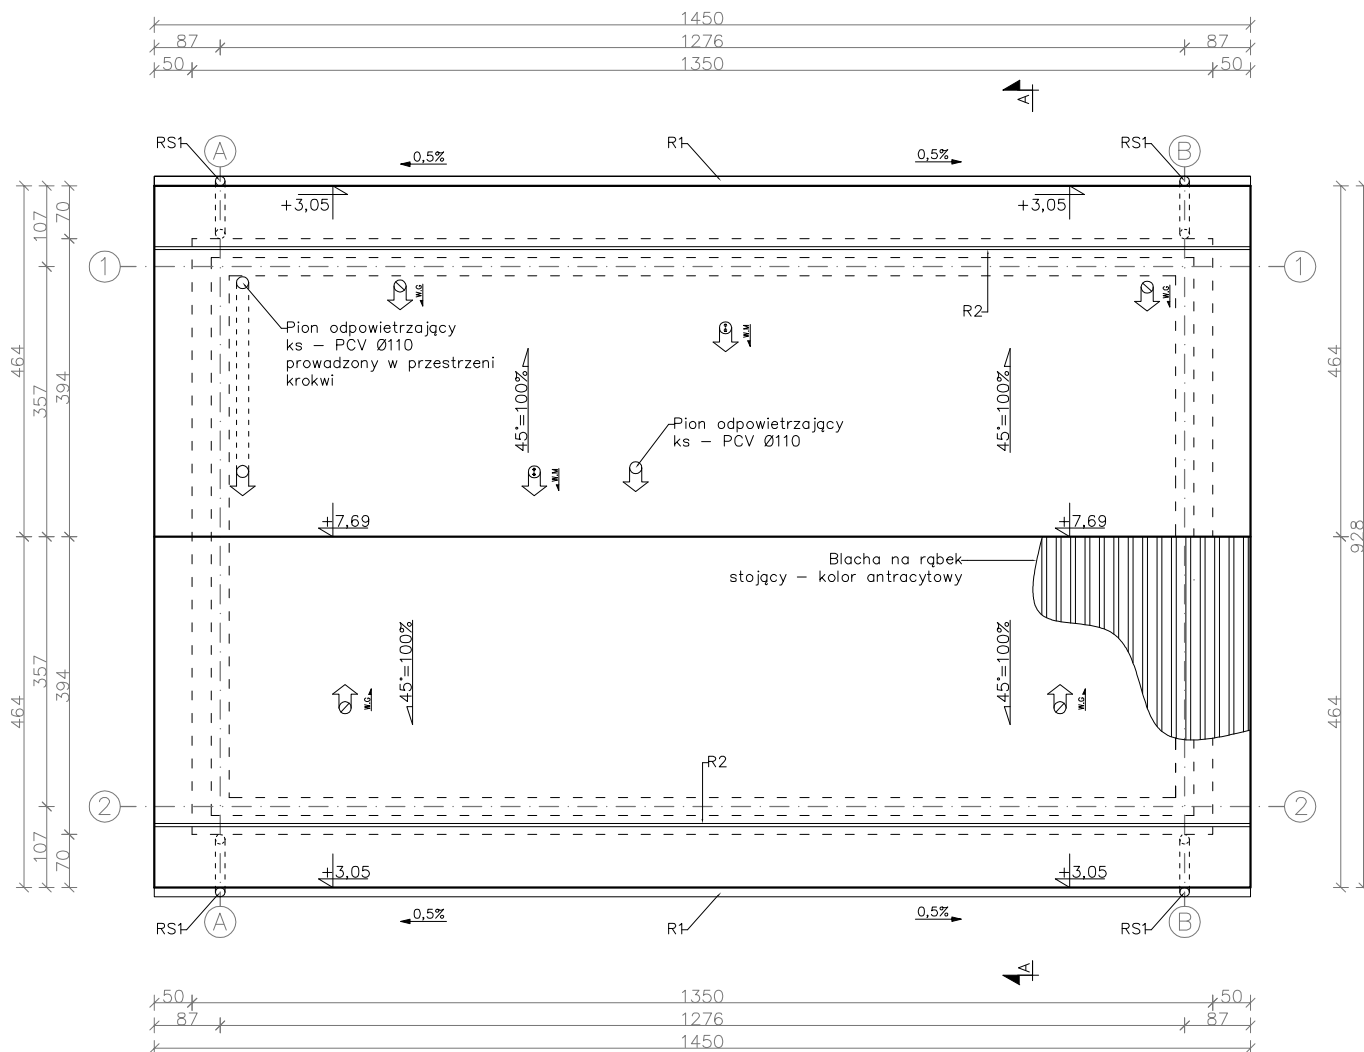 1450
87 1276 87
50 1350 50
A
RS1 A 0,5% R1 0,5% RS1 B
+3,05 +3,05
107 70
1 1
W.G W.G
R2
Pion odpowietrzający
ks – PCV Ø110
prowadzony w przestrzeni
krokwi
W.M
464 357 394 464
45°=100% 45°=100%
Pion odpowietrzający
ks – PCV Ø110
W.M
+7,69 +7,69
928
Blacha na rąbek
stojący – kolor antracytowy
45°=100% 45°=100%
464 357 394 464
W.G W.G
R2
2 2
107 70
+3,05 +3,05
RS1 A 0,5% R1 0,5% RS1 B
A
50 1350 50
87 1276 87
1450